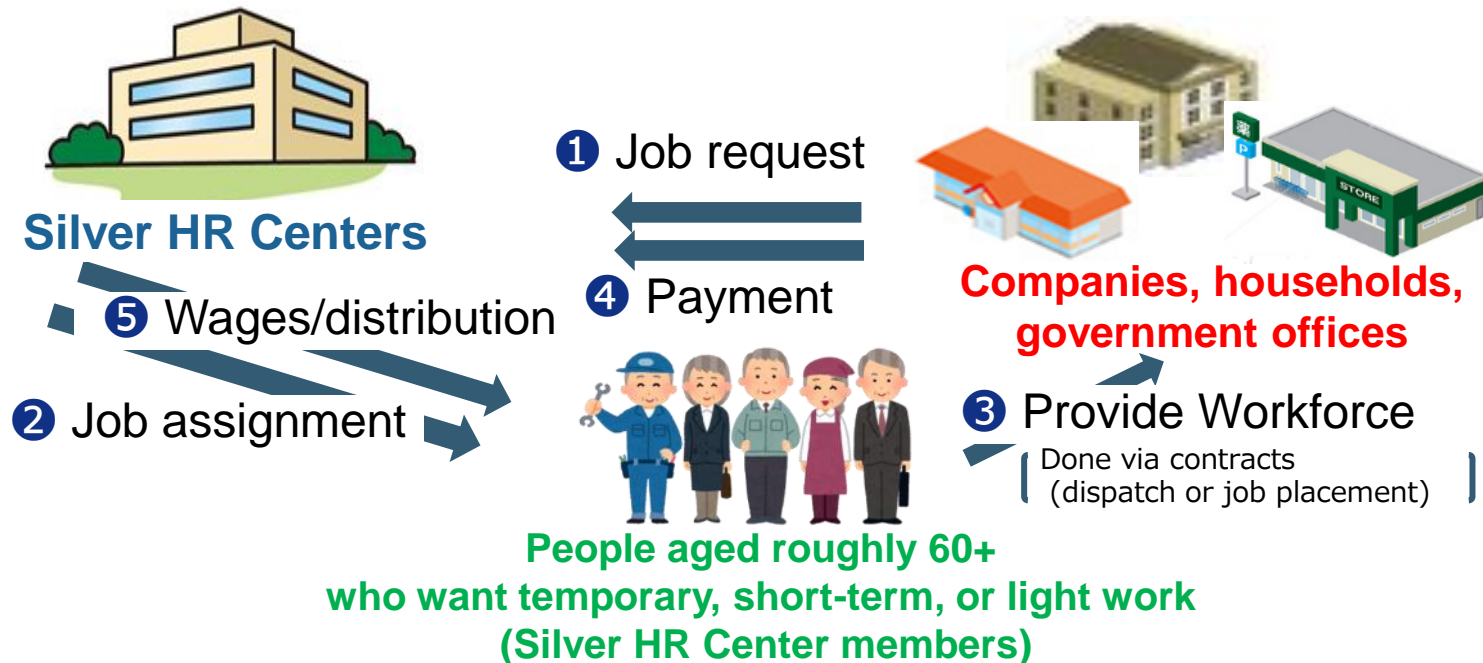 ❶ Job request
STORE
P
Silver HR Centers
❹ Payment
Companies, households,
government offices
❺ Wages/distribution
❷ Job assignment
❸ Provide Workforce
Done via contracts
(dispatch or job placement)
People aged roughly 60+
who want temporary, short-term, or light work
(Silver HR Center members)